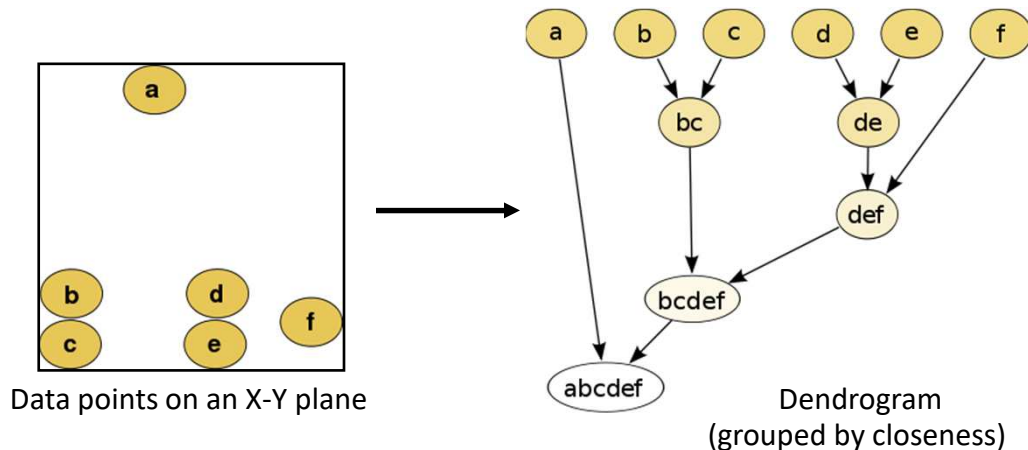 a
b
d
f
c
e
Data points on an X-Y plane
a b c d e f
bc de
def
bcdef
abcdef
Dendrogram
(grouped by closeness)